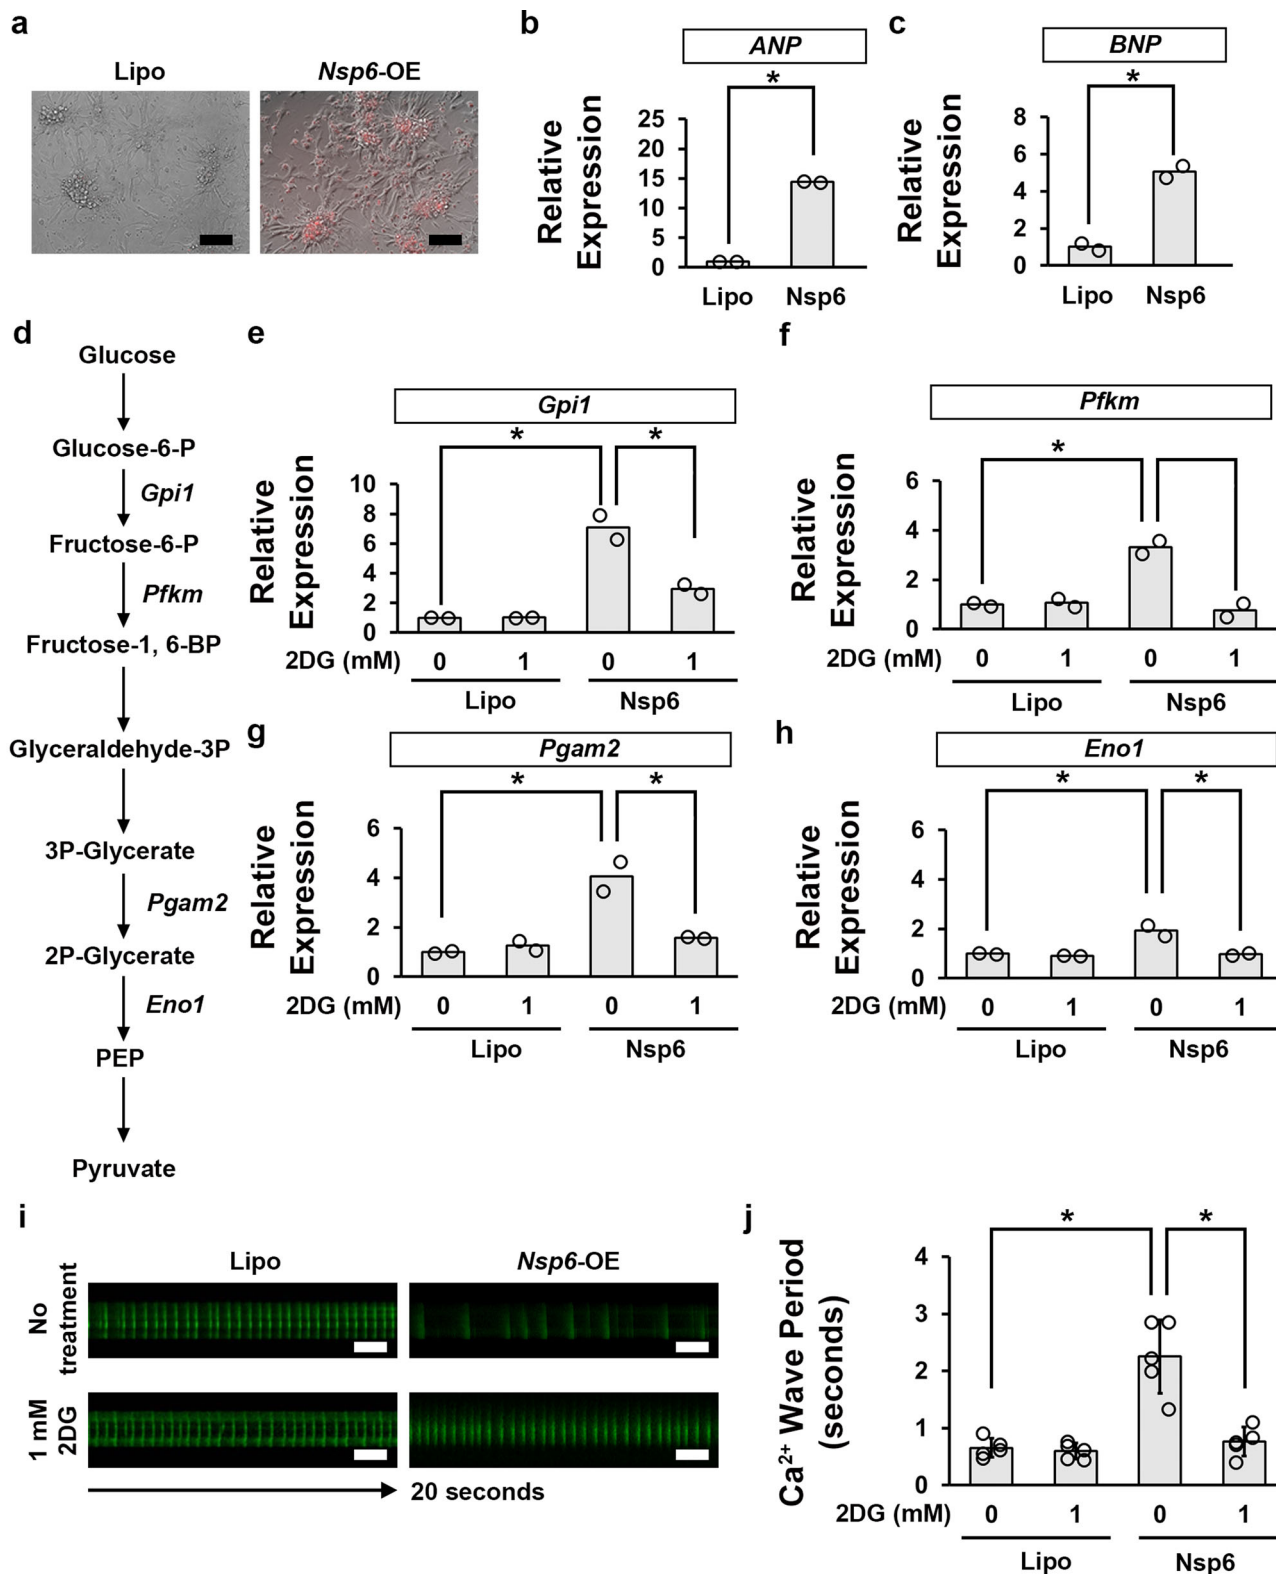 a
Lipo
Nsp6-OE
b
ANP
*
Relative
Expression
25
20
15
10
5
0
Lipo
Nsp6
c
BNP
*
Relative
Expression
8
6
4
2
0
Lipo
Nsp6
d
Glucose
Glucose-6-P
Gpi1
Fructose-6-P
Pfkm
Fructose-1, 6-BP
Glyceraldehyde-3P
3P-Glycerate
Pgam2
2P-Glycerate
Eno1
PEP
Pyruvate
e
Gpi1
* *
Relative
Expression
10
8
6
4
2
0
2DG (mM) 0 1 0 1
Lipo Nsp6
f
Pfkm
*
Relative
Expression
6
4
2
0
2DG (mM) 0 1 0 1
Lipo Nsp6
g
Pgam2
* *
Relative
Expression
6
4
2
0
2DG (mM) 0 1 0 1
Lipo Nsp6
h
Eno1
* *
Relative
Expression
6
4
2
0
2DG (mM) 0 1 0 1
Lipo Nsp6
i
Lipo
Nsp6-OE
No
treatment
1 mM
2DG
20 seconds
j
* *
Ca²⁺ Wave Period
(seconds)
4
3
2
1
0
2DG (mM) 0 1 0 1
Lipo Nsp6